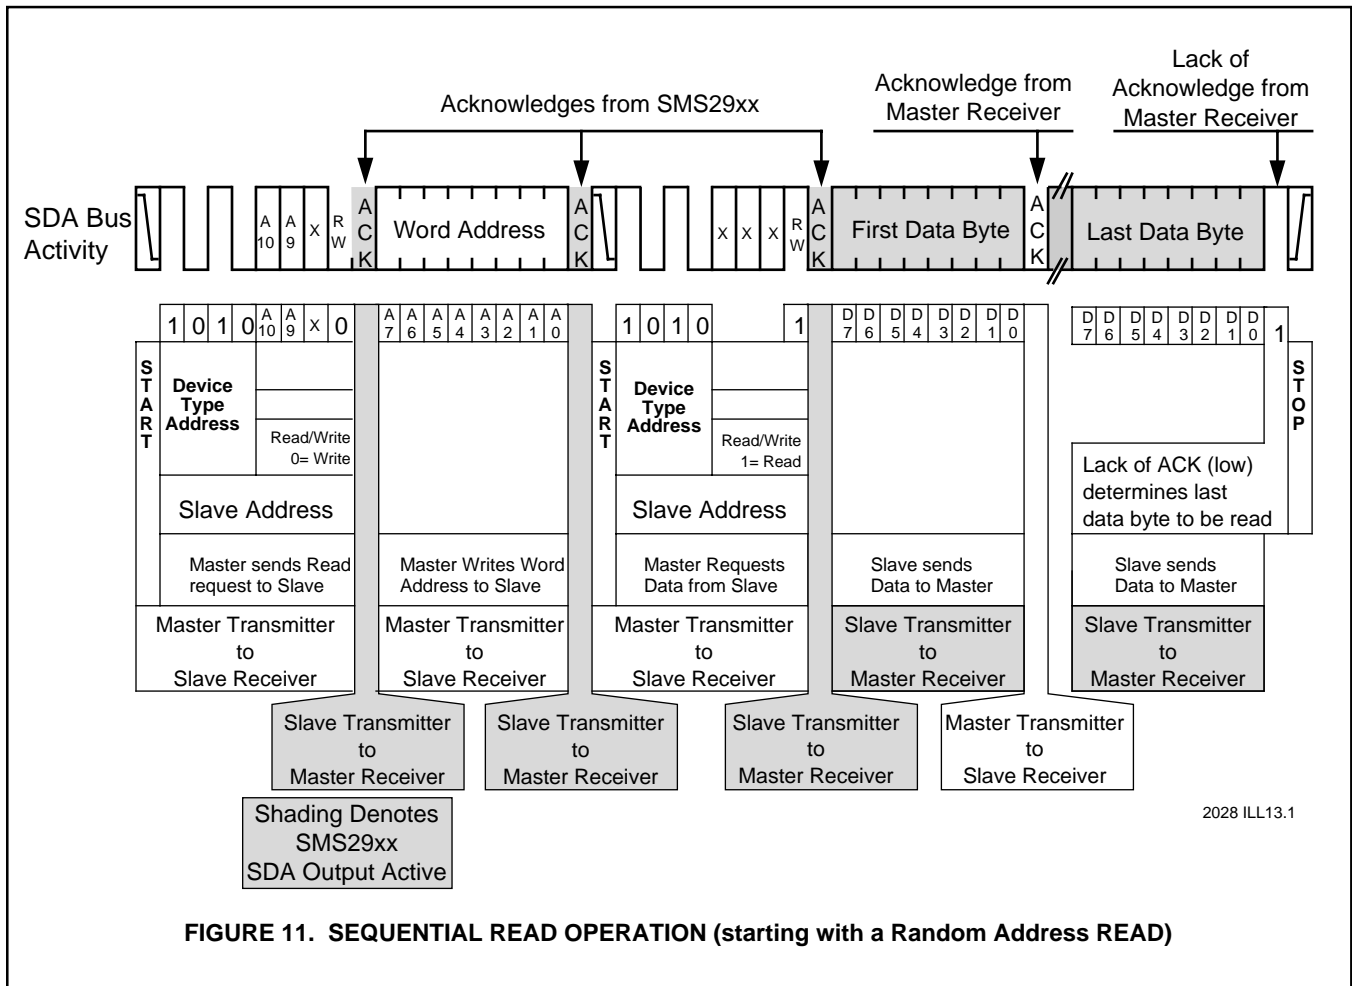 Lack of
Acknowledge from
Master Receiver
Acknowledge from
Master Receiver
Acknowledges from SMS29xx
SDA Bus
Activity
A 10 A 9 X R W A C K Word Address A C K X X X R W A C K First Data Byte A C K Last Data Byte
1 0 1 0 A 10 A 9 X 0 A 7 A 6 A 5 A 4 A 3 A 2 A 1 A 0 1 0 1 0 1 D 7 D 6 D 5 D 4 D 3 D 2 D 1 D 0 D 7 D 6 D 5 D 4 D 3 D 2 D 1 D 0 1
START
Device
Type
Address
Read/Write
0= Write
Slave Address
Master sends Read
request to Slave
Master Transmitter
to
Slave Receiver
Master Writes Word
Address to Slave
Master Transmitter
to
Slave Receiver
START
Device
Type
Address
Read/Write
1= Read
Slave Address
Master Requests
Data from Slave
Master Transmitter
to
Slave Receiver
Slave sends
Data to Master
Slave Transmitter
to
Master Receiver
STOP
Lack of ACK (low)
determines last
data byte to be read
Slave sends
Data to Master
Slave Transmitter
to
Master Receiver
Slave Transmitter
to
Master Receiver
Slave Transmitter
to
Master Receiver
Slave Transmitter
to
Master Receiver
Master Transmitter
to
Slave Receiver
Shading Denotes
SMS29xx
SDA Output Active
2028 ILL13.1
FIGURE 11. SEQUENTIAL READ OPERATION (starting with a Random Address READ)